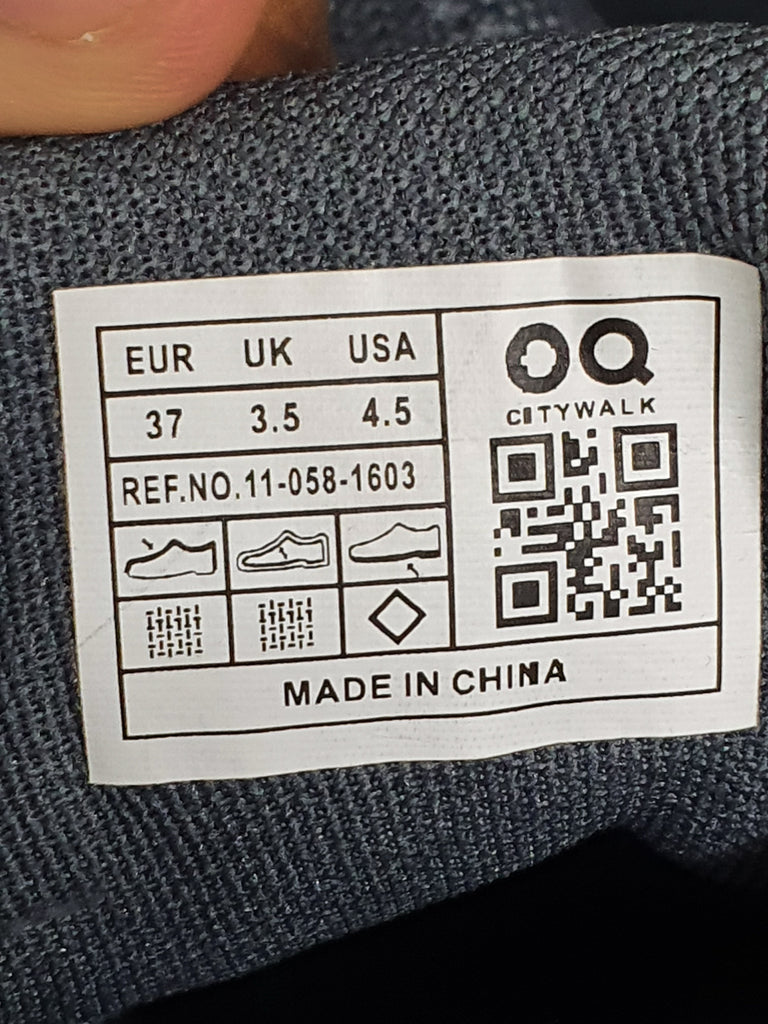 EUR UK USA
37 3.5 4.5
REF.NO.11-058-1603
OQ
CITYWALK
MADE IN CHINA